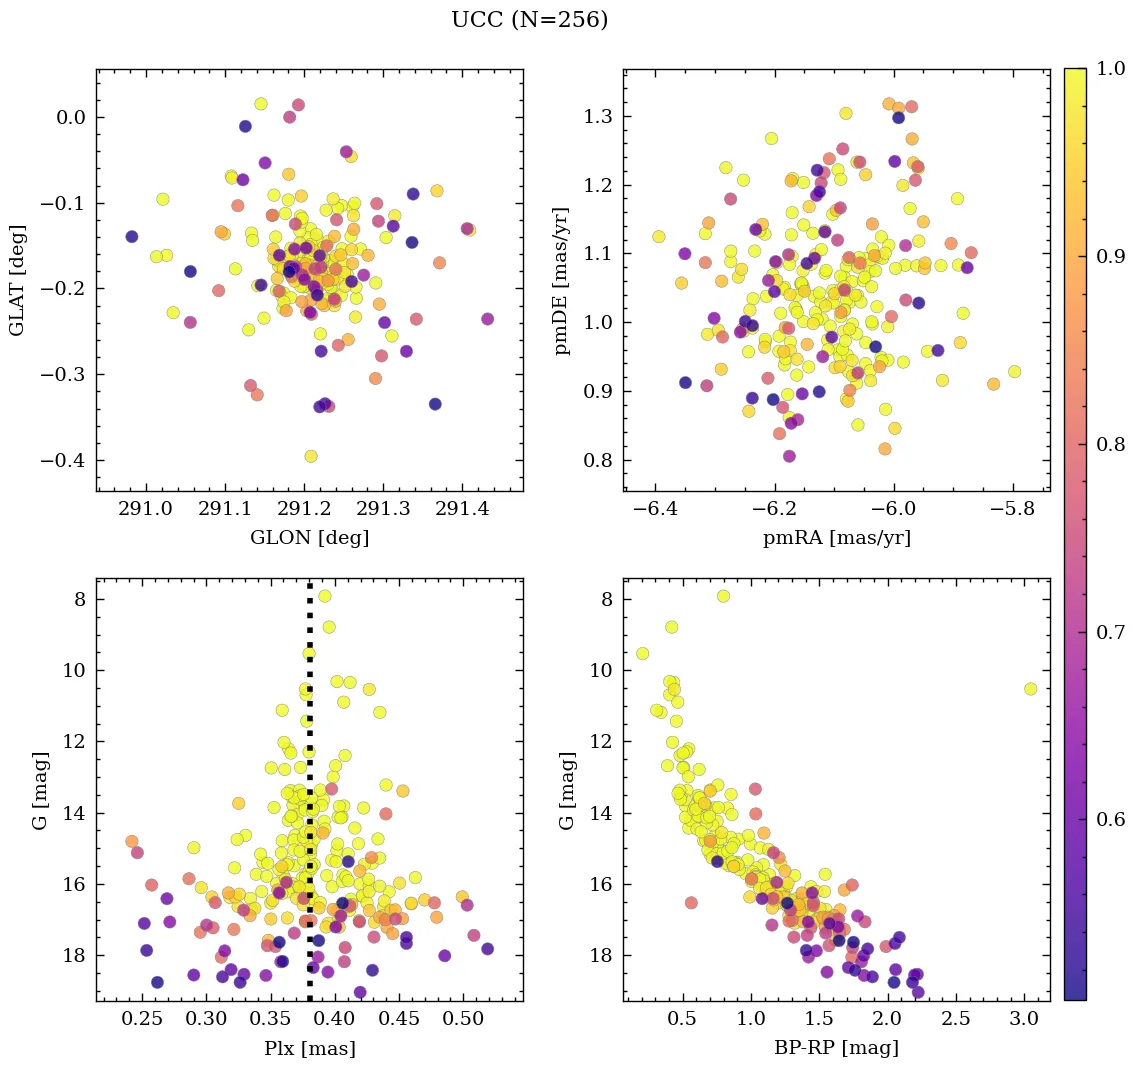 UCC (N=256)
0.0
−0.1
−0.2
−0.3
−0.4
GLAT [deg]
291.0 291.1 291.2 291.3 291.4
GLON [deg]
1.3
1.2
1.1
1.0
0.9
0.8
pmDE [mas/yr]
−6.4 −6.2 −6.0 −5.8
pmRA [mas/yr]
8
10
12
14
16
18
G [mag]
0.25 0.30 0.35 0.40 0.45 0.50
Plx [mas]
8
10
12
14
16
18
G [mag]
0.5 1.0 1.5 2.0 2.5 3.0
BP-RP [mag]
1.0
0.9
0.8
0.7
0.6